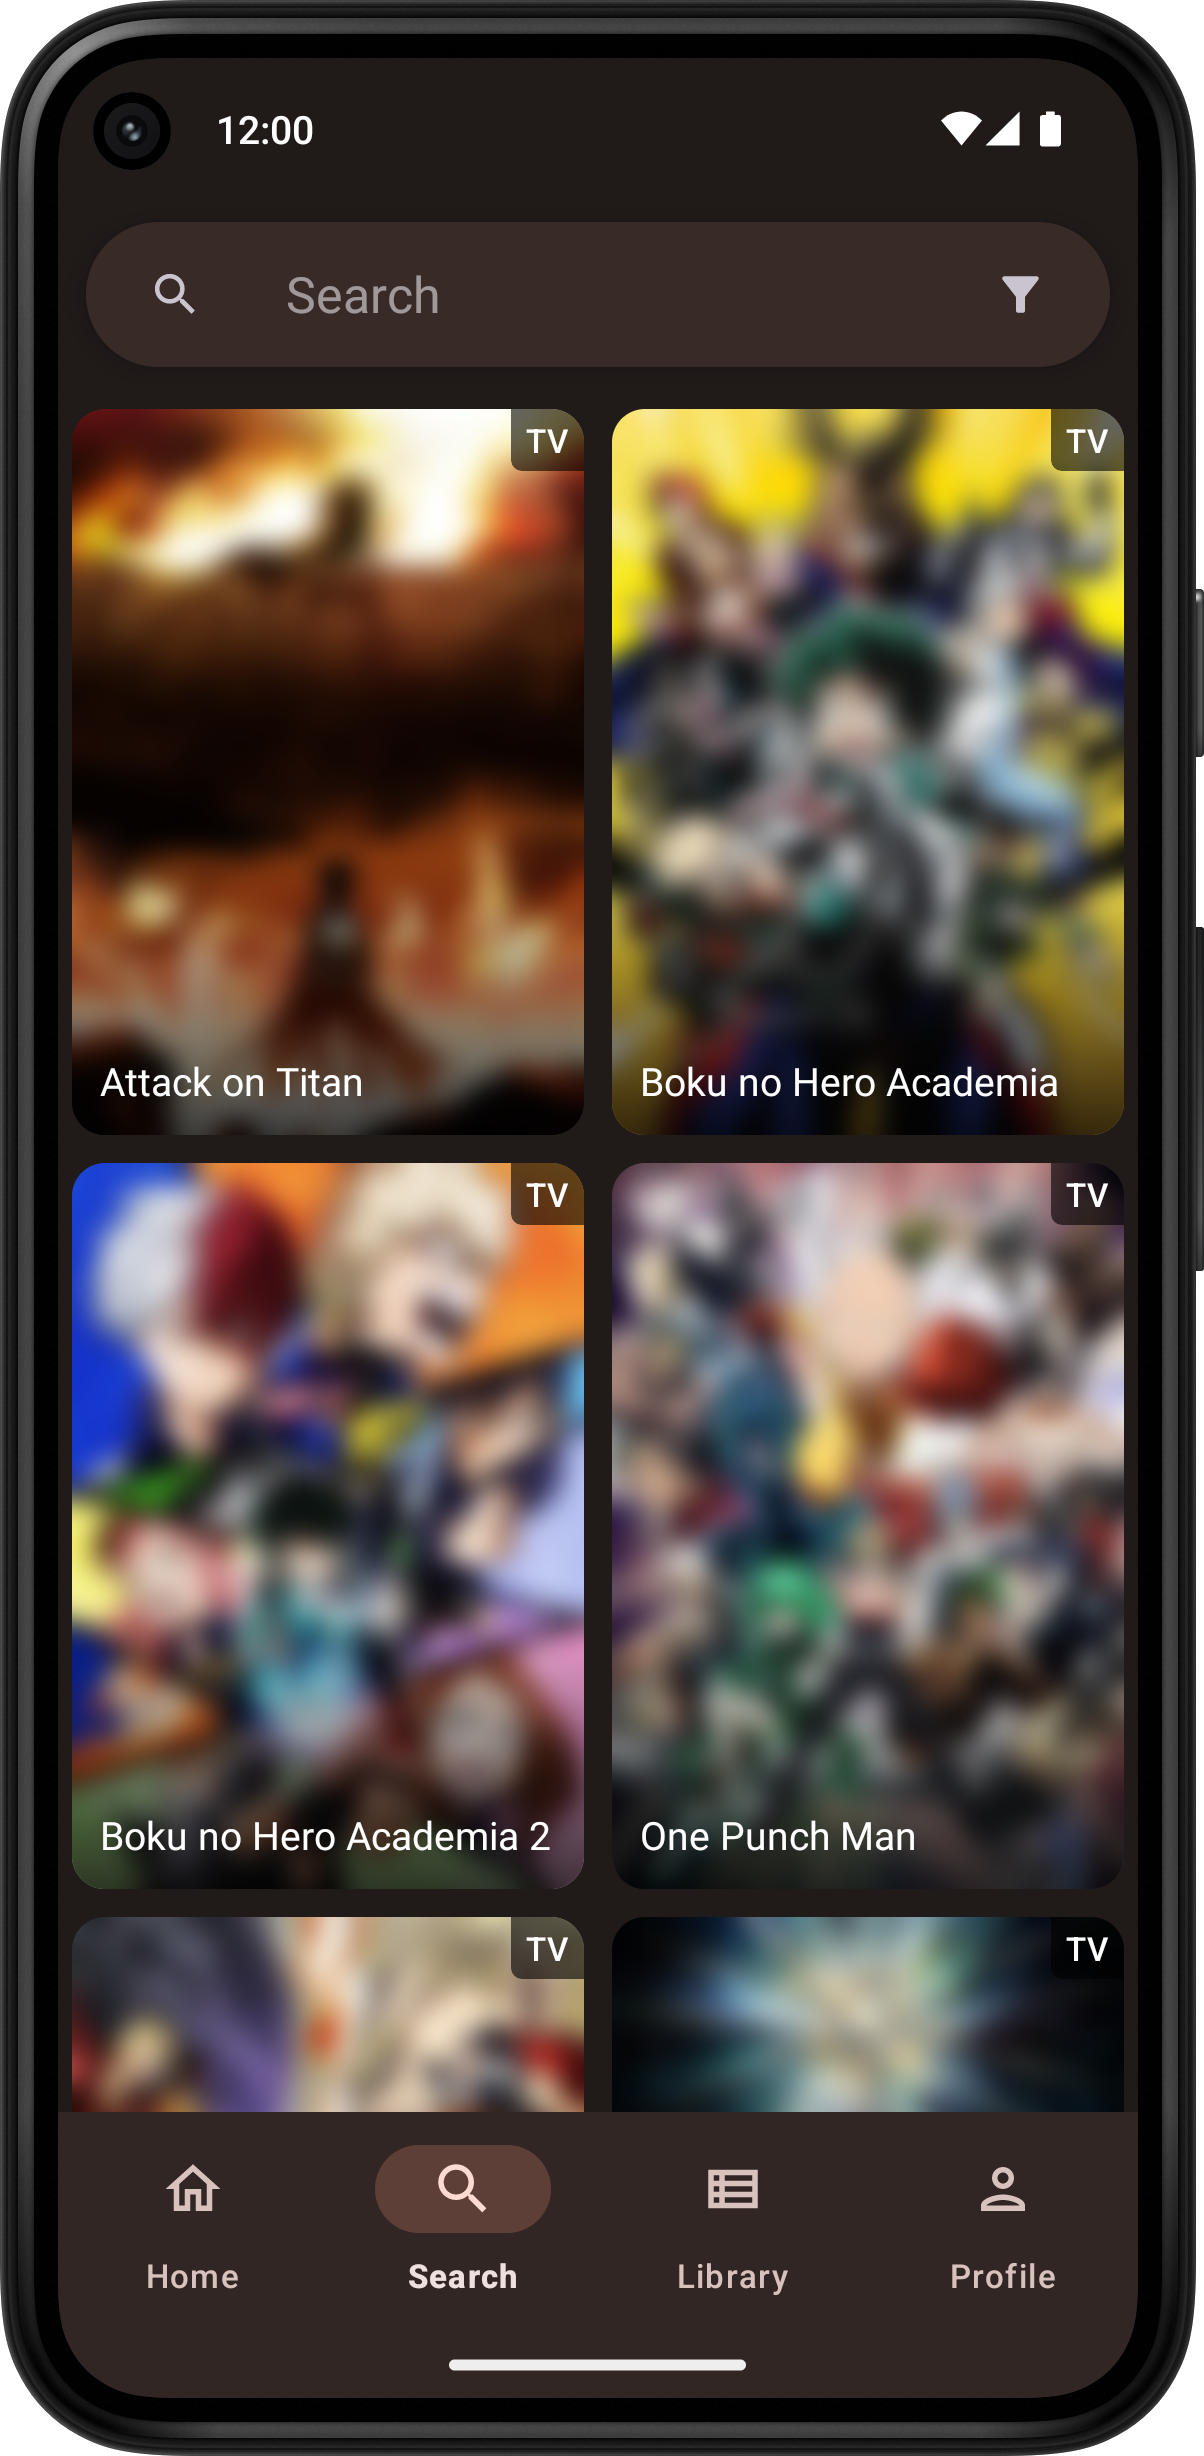 12:00
Search
TV
TV
Attack on Titan
Boku no Hero Academia
TV
TV
Boku no Hero Academia 2
One Punch Man
TV
TV
Home
Search
Library
Profile